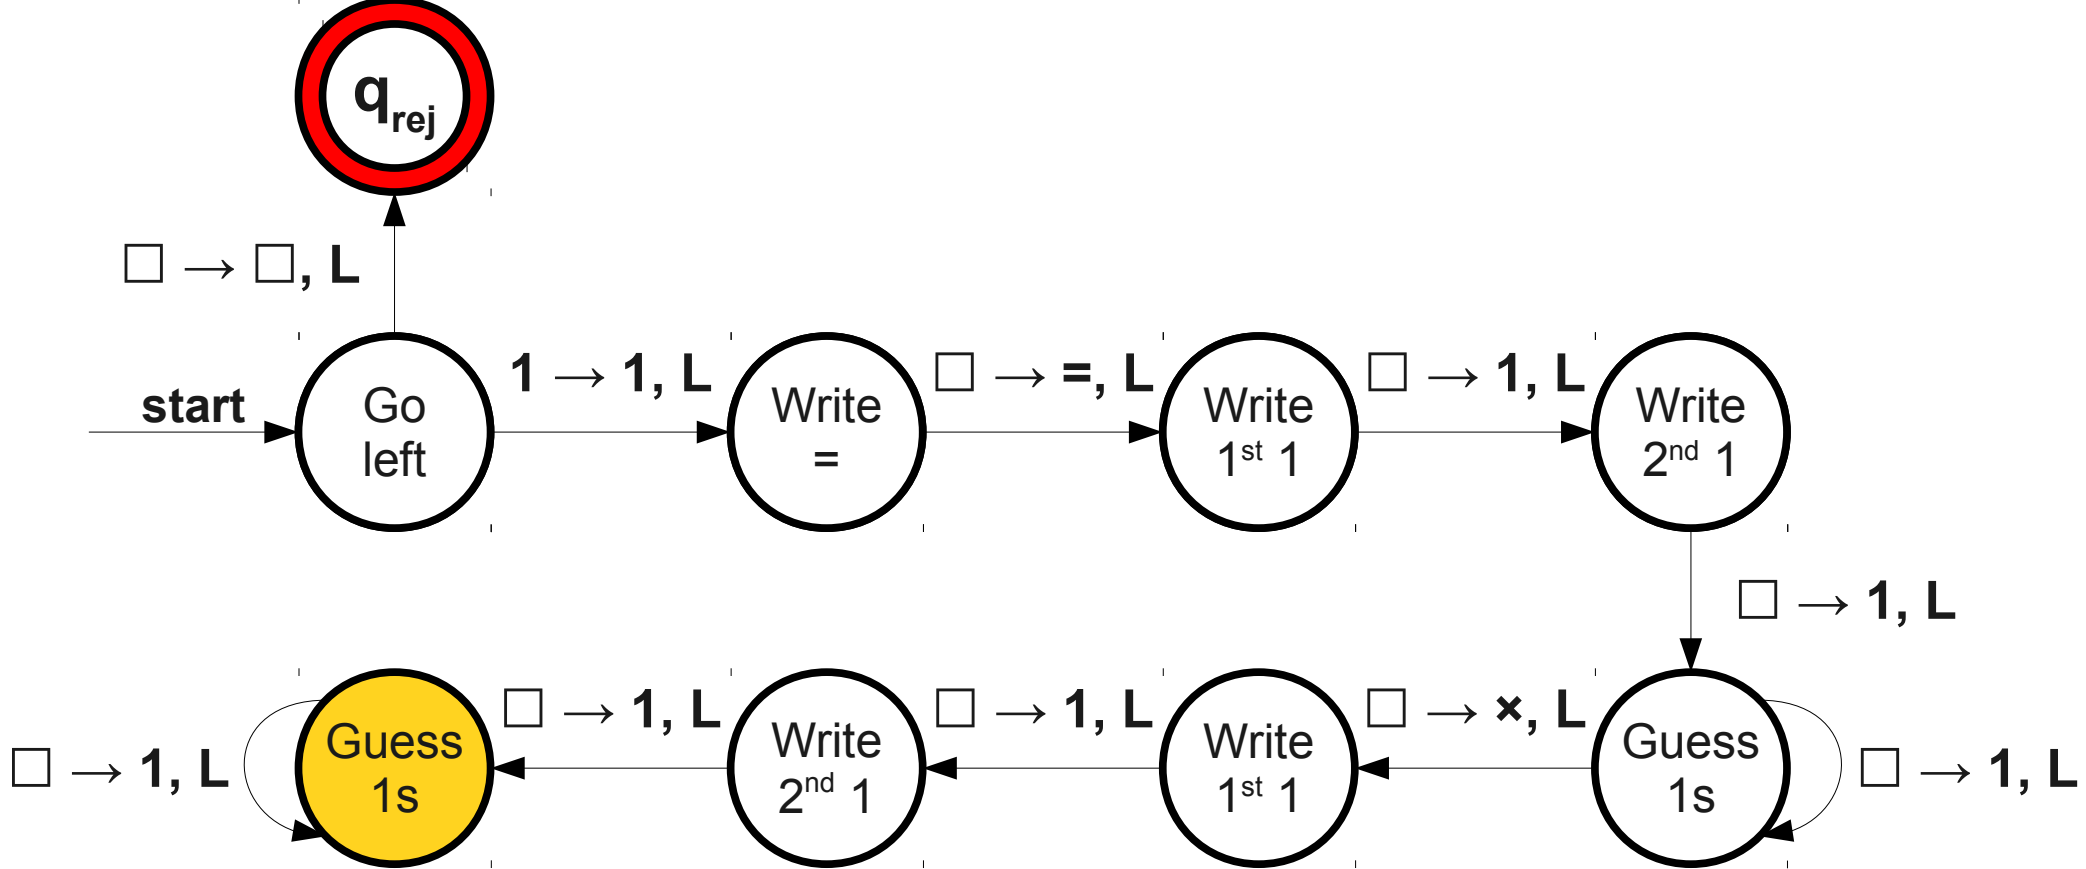 q_rej
□ → □, L
start
Go
left
1 → 1, L
Write
=
□ → =, L
Write
1st 1
□ → 1, L
Write
2nd 1
□ → 1, L
□ → 1, L
Guess
1s
□ → 1, L
Write
2nd 1
□ → 1, L
Write
1st 1
□ → ×, L
Guess
1s
□ → 1, L